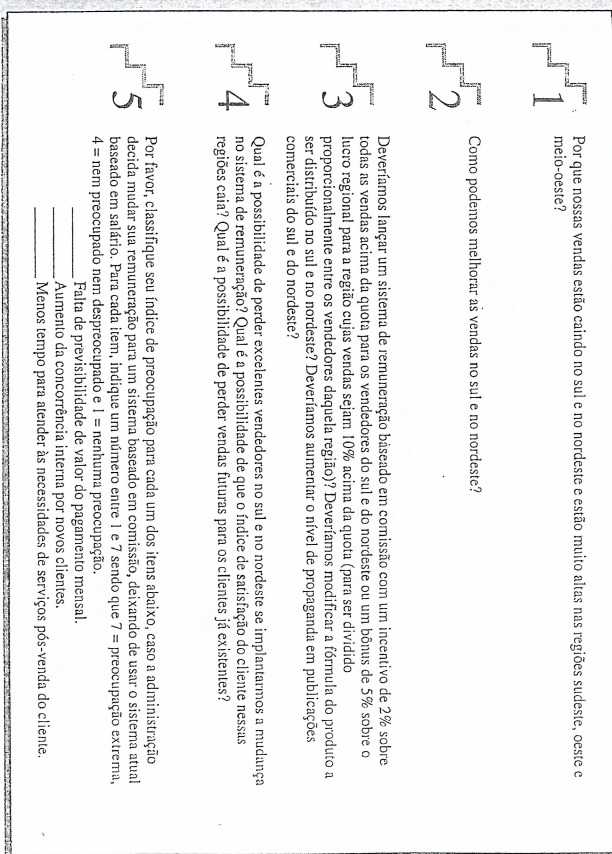 1
Por que nossas vendas estão caindo no sul e no nordeste e estão muito altas nas regiões sudeste, oeste e
meio-oeste?
2
Como podemos melhorar as vendas no sul e no nordeste?
3
Deveríamos lançar um sistema de remuneração baseado em comissão com um incentivo de 2% sobre
todas as vendas acima da quota para os vendedores do sul e do nordeste ou um bônus de 5% sobre o
lucro regional para a região cujas vendas sejam 10% acima da quota (para ser dividido
proporcionalmente entre os vendedores daquela região)? Deveríamos modificar a fórmula do produto a
ser distribuído no sul e no nordeste? Deveríamos aumentar o nível de propaganda em publicações
comerciais do sul e do nordeste?
4
Qual é a possibilidade de perder excelentes vendedores no sul e no nordeste se implantarmos a mudança
no sistema de remuneração? Qual é a possibilidade de que o índice de satisfação do cliente nessas
regiões caia? Qual é a possibilidade de perder vendas futuras para os clientes já existentes?
5
Por favor, classifique seu índice de preocupação para cada um dos itens abaixo, caso a administração
decida mudar sua remuneração para um sistema baseado em comissão, deixando de usar o sistema atual
baseado em salário. Para cada item, indique um número entre 1 e 7 sendo que 7 = preocupação extrema,
4 = nem preocupado nem despreocupado e 1 = nenhuma preocupação.
Falta de previsibilidade de valor do pagamento mensal.
Aumento da concorrência interna por novos clientes.
Menos tempo para atender às necessidades de serviços pós-venda do cliente.